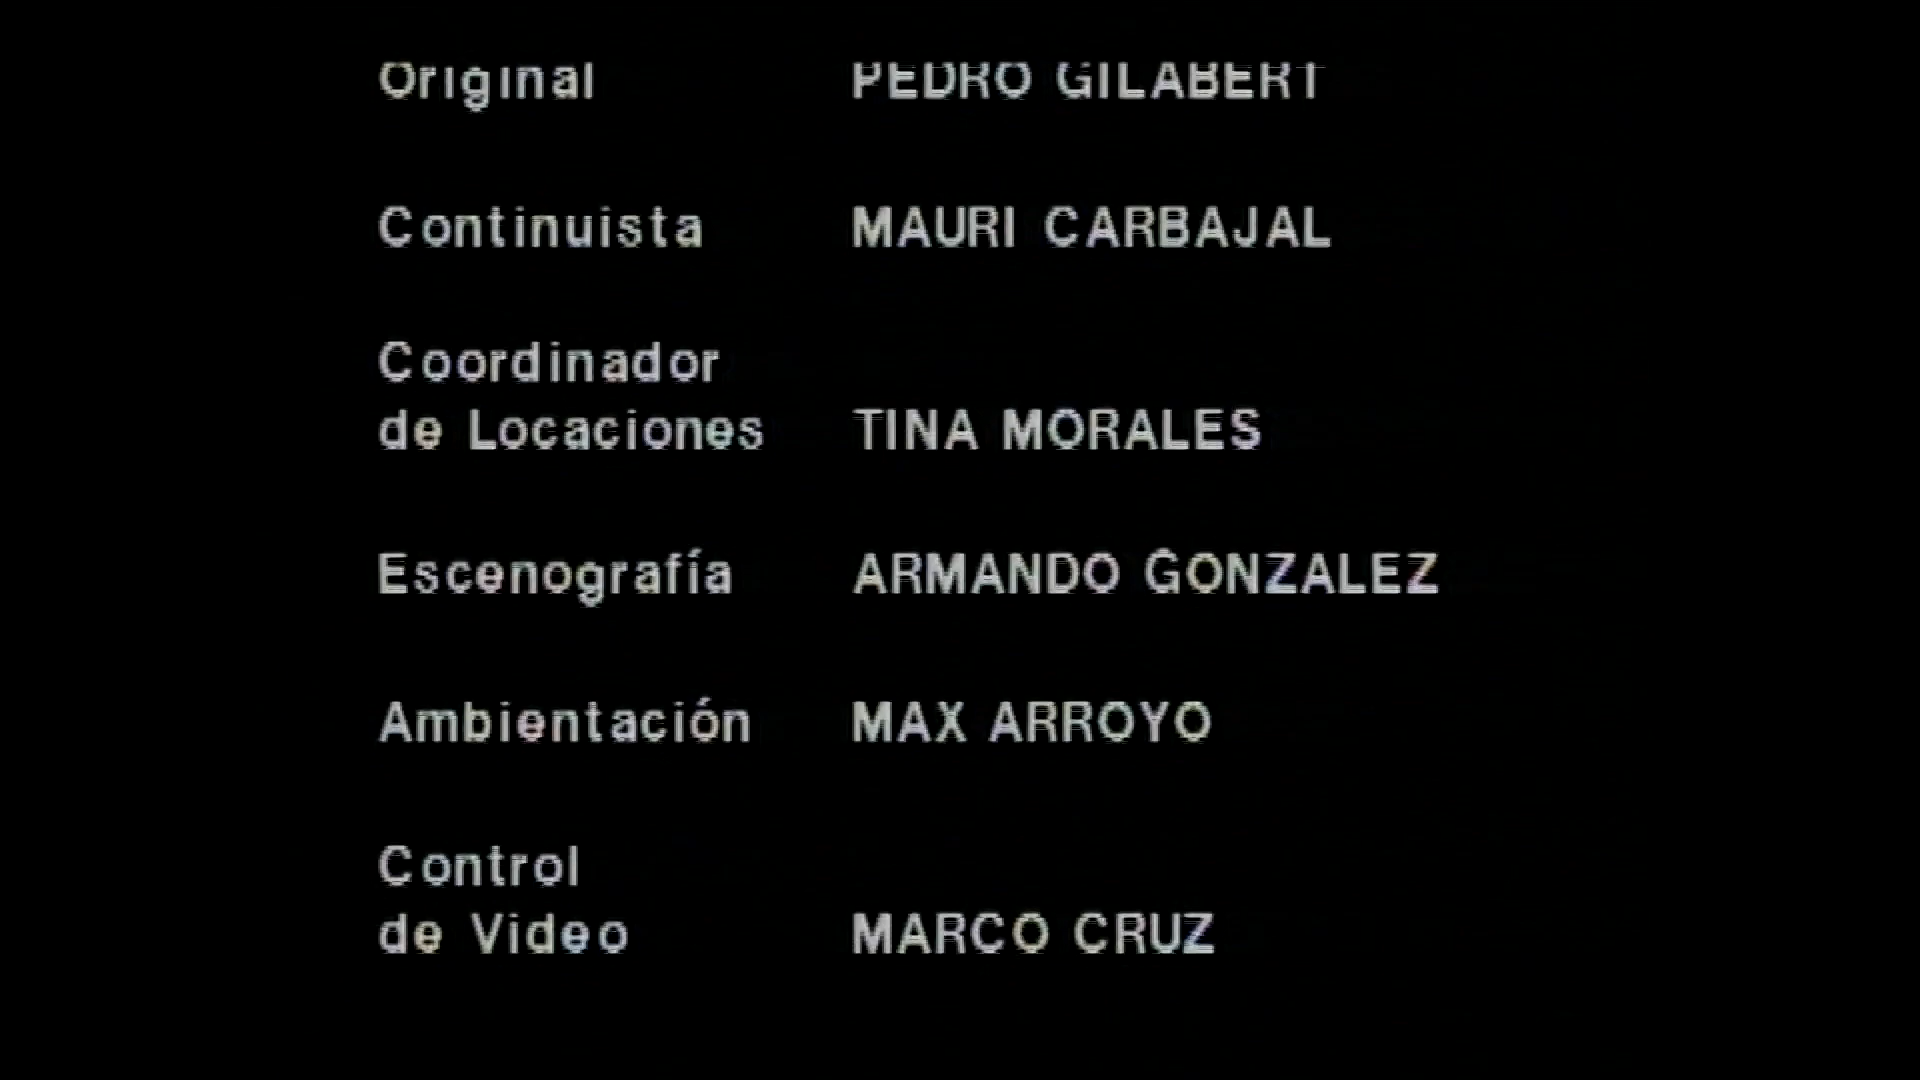 Original PEDRO GILABERT
Continuista MAURI CARBAJAL
Coordinador
de Locaciones TINA MORALES
Escenografía ARMANDO GONZALEZ
Ambientación MAX ARROYO
Control
de Video MARCO CRUZ